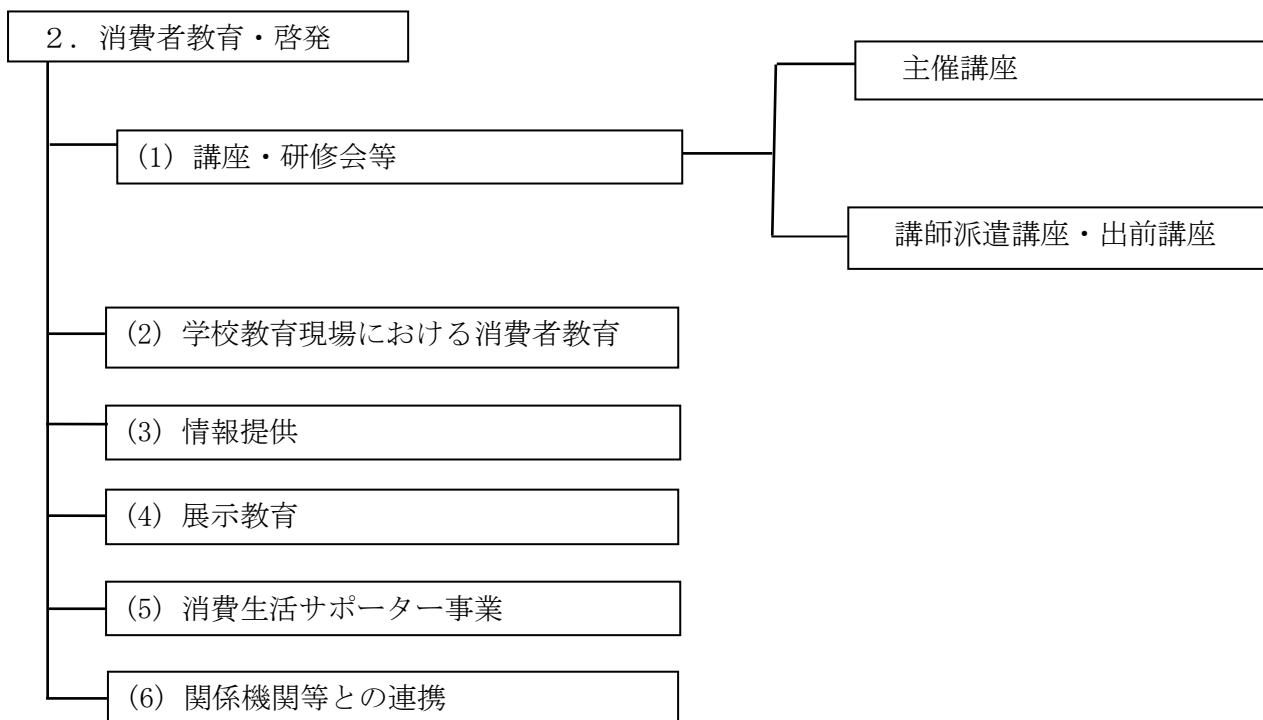 ２．消費者教育・啓発
主催講座
(1) 講座・研修会等
講師派遣講座・出前講座
(2) 学校教育現場における消費者教育
(3) 情報提供
(4) 展示教育
(5) 消費生活サポーター事業
(6) 関係機関等との連携